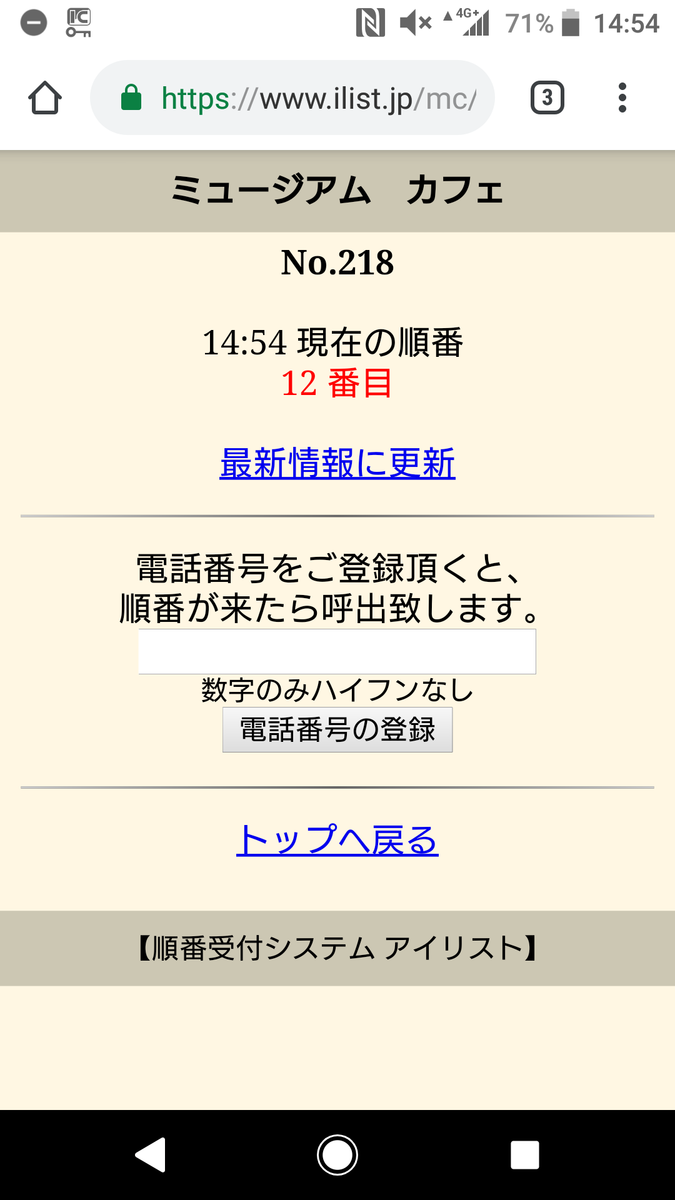 71% 14:54
4G+
https://www.ilist.jp/mc/
3
ミュージアム　カフェ
No.218
14:54 現在の順番
12 番目
最新情報に更新
電話番号をご登録頂くと、
順番が来たら呼出致します。
数字のみハイフンなし
電話番号の登録
トップへ戻る
【順番受付システム アイリスト】